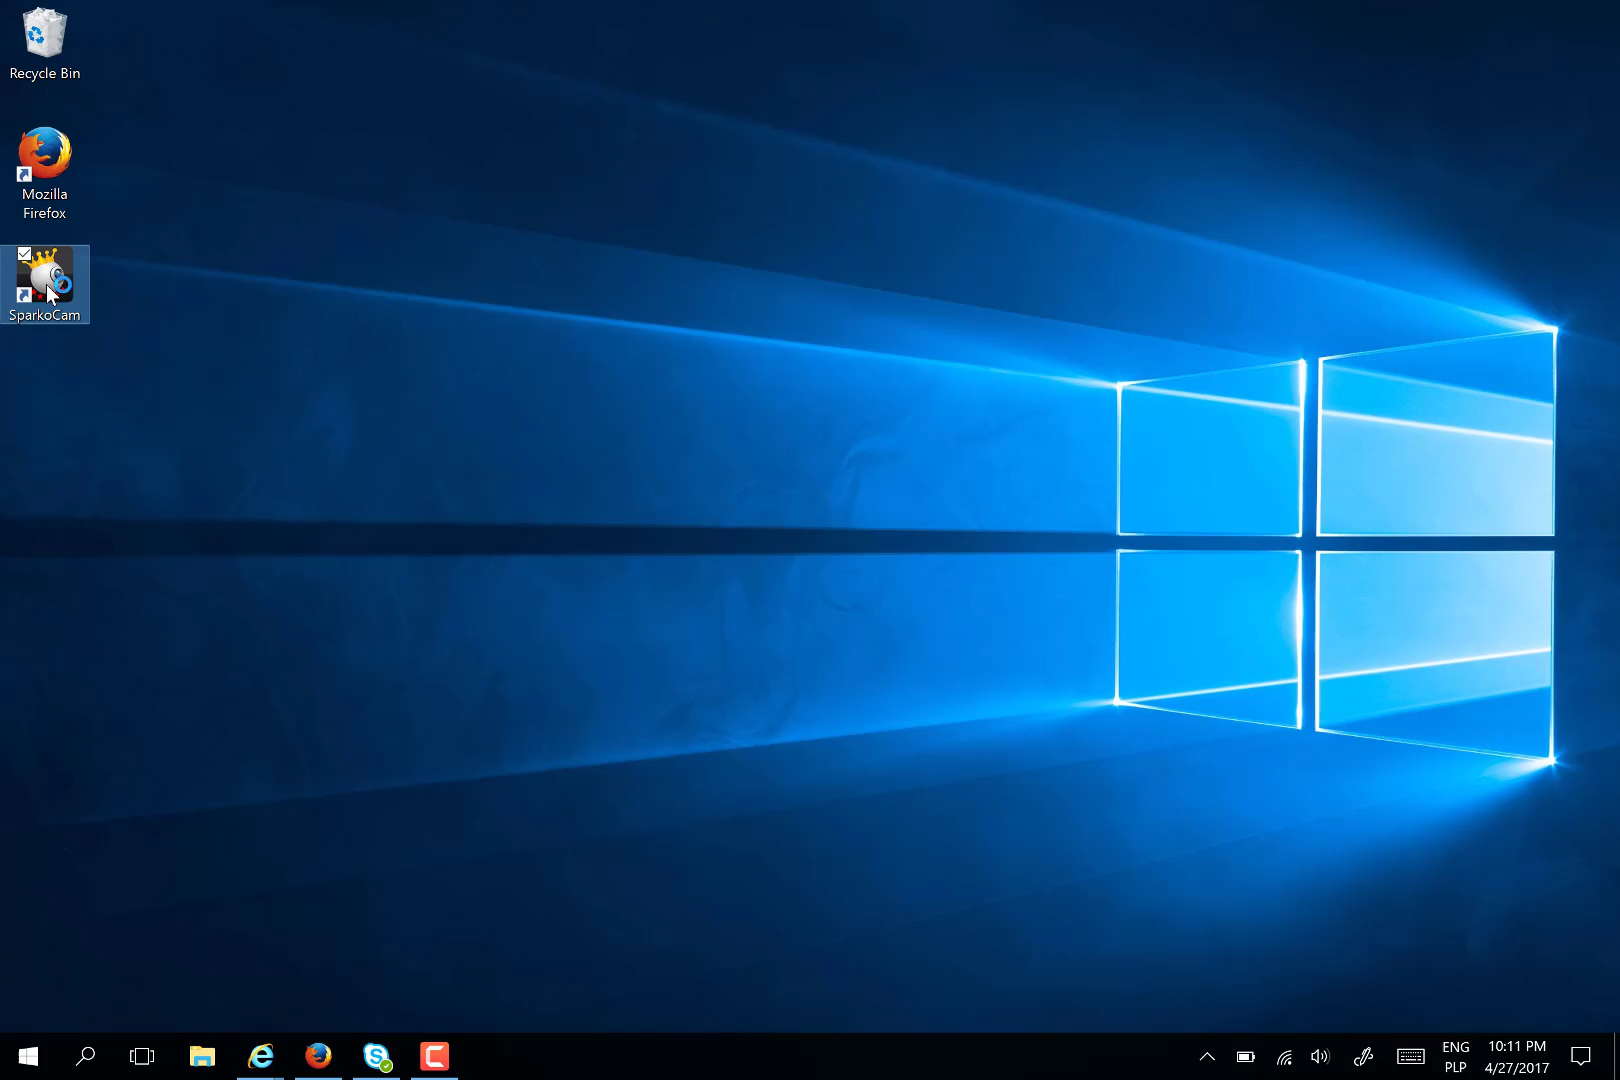 Recycle Bin
Mozilla
Firefox
SparkoCam
ENG
PLP
10:11 PM
4/27/2017